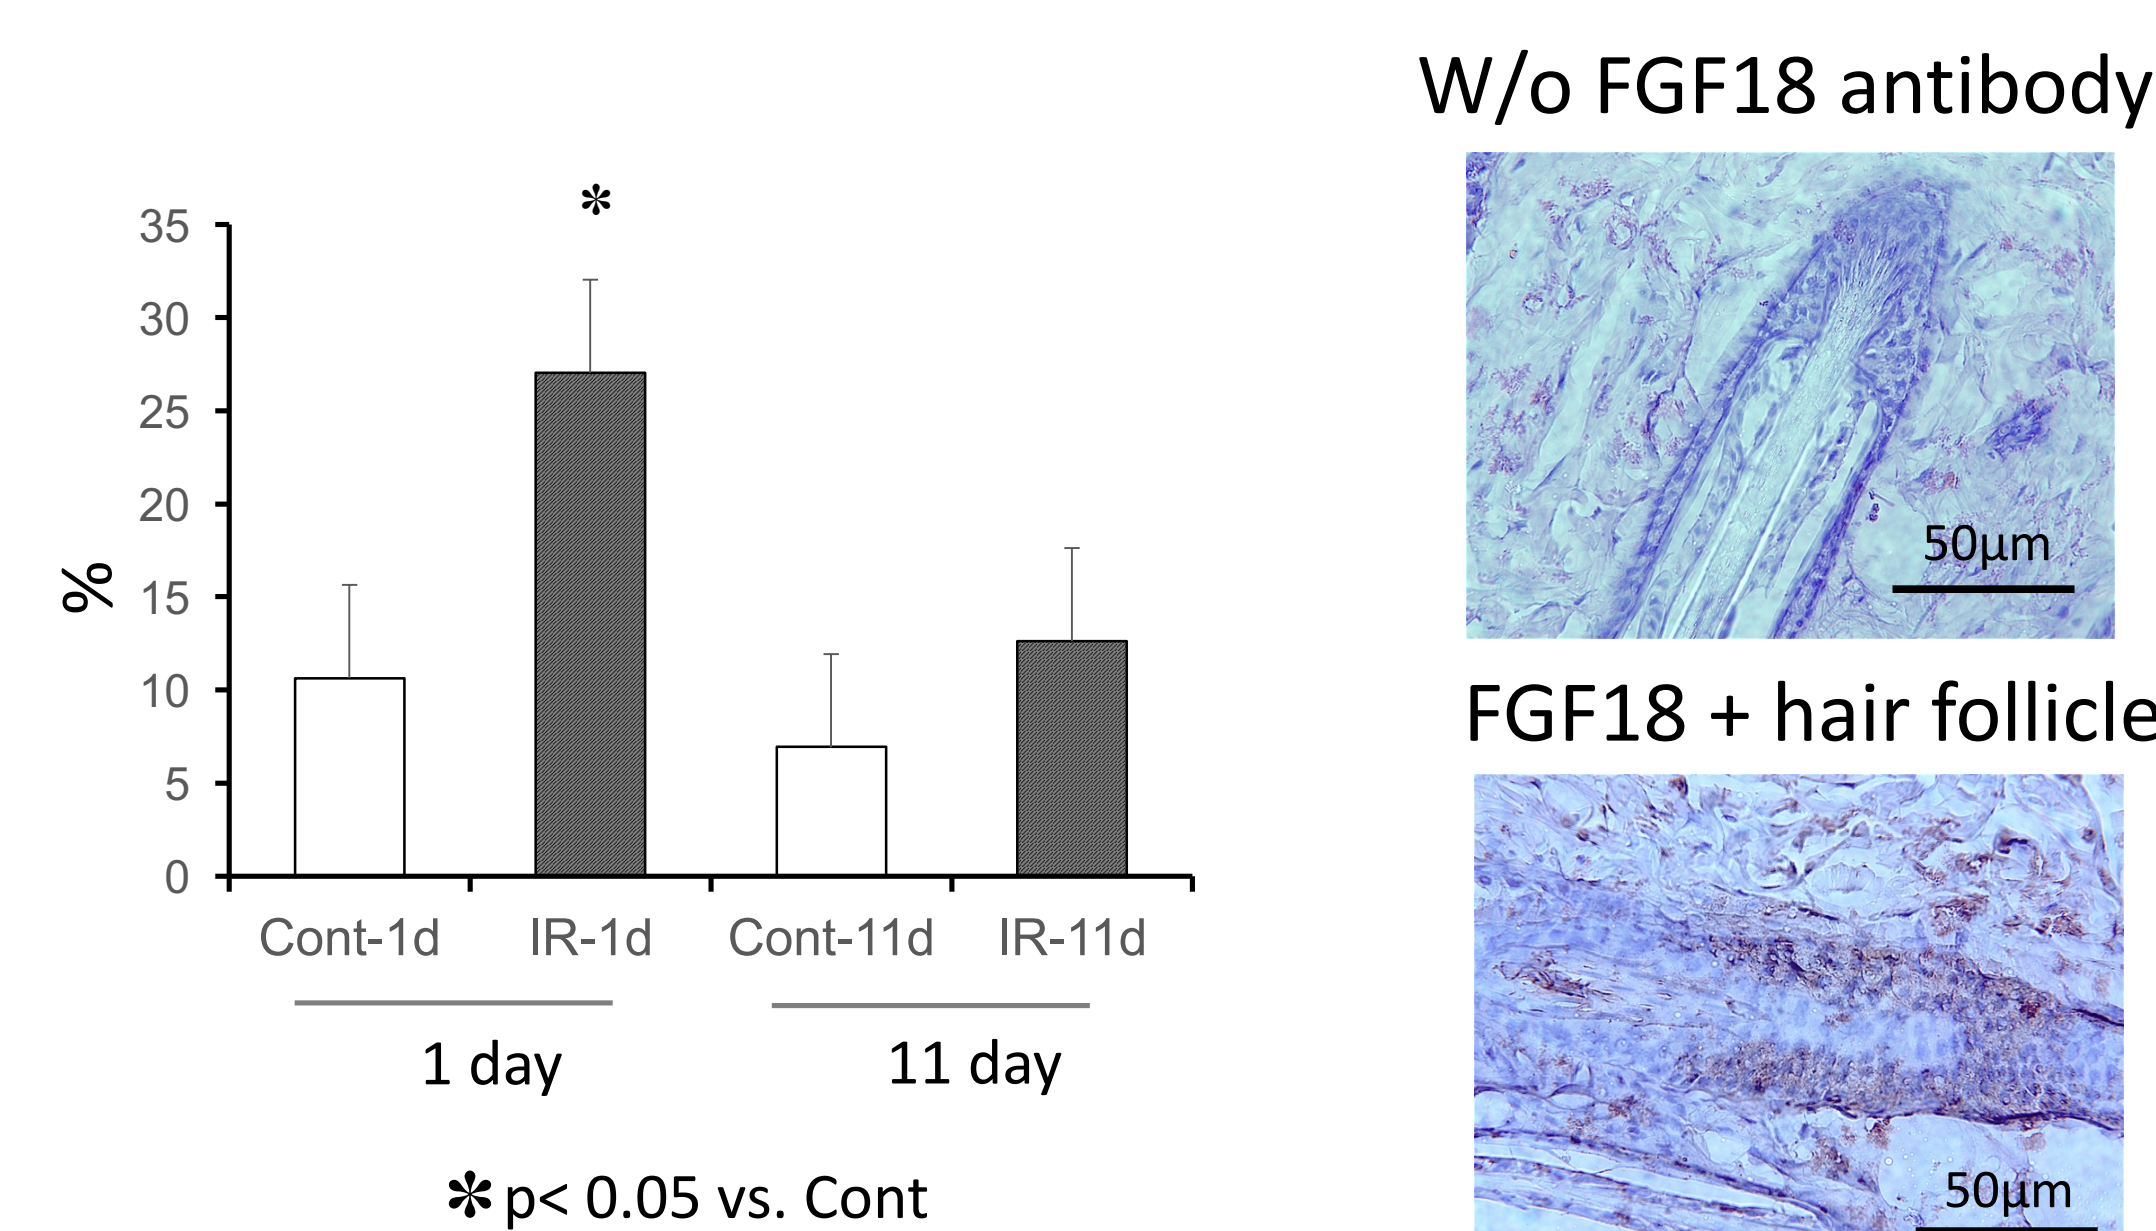 W/o FGF18 antibody
*
35
30
25
20
15
10
5
0
%
Cont-1d IR-1d Cont-11d IR-11d
1 day 11 day
* p< 0.05 vs. Cont
50µm
FGF18 + hair follicle
50µm